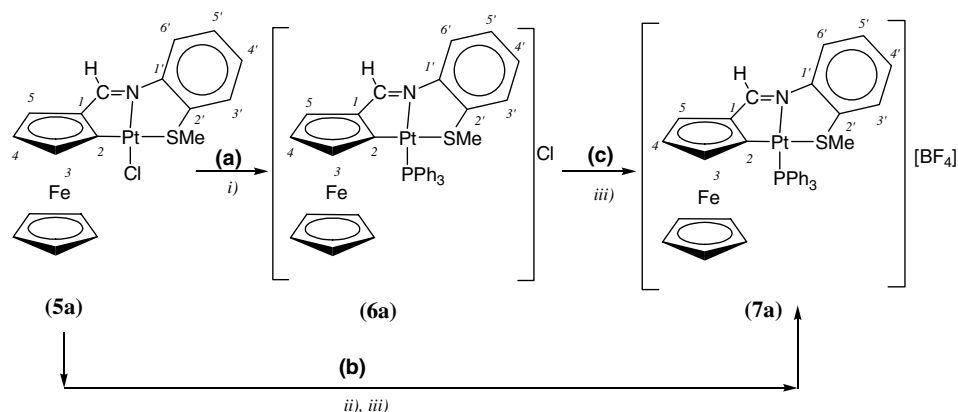 H
C=N
1
2
3
4
5
1'
2'
3'
4'
5'
6'
Pt
SMe
Cl
Fe
(5a)
(a)
i)
H
C=N
1
2
3
4
5
1'
2'
3'
4'
5'
6'
Pt
SMe
PPh3
Fe
Cl
(6a)
(c)
iii)
H
C=N
1
2
3
4
5
1'
2'
3'
4'
5'
6'
Pt
SMe
PPh3
Fe
[BF4]
(7a)
(b)
ii), iii)